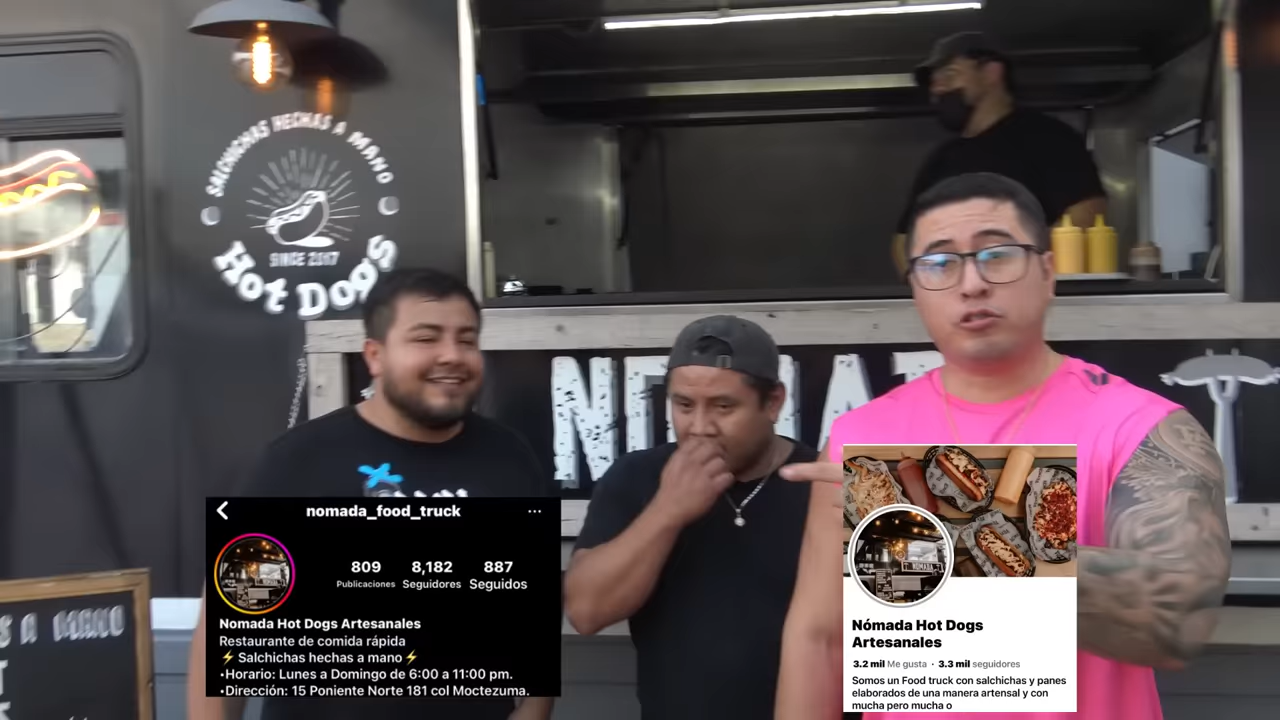 SALCHICHAS HECHAS A MANO
SINCE 2017
HOT DOGS
nomada_food_truck
809
8,182
887
Publicaciones
Seguidores
Seguidos
Nomada Hot Dogs Artesanales
Restaurante de comida rápida
⚡ Salchichas hechas a mano ⚡
•Horario: Lunes a Domingo de 6:00 a 11:00 pm.
•Dirección: 15 Poniente Norte 181 col Moctezuma.
Nómada Hot Dogs
Artesanales
3.2 mil Me gusta · 3.3 mil seguidores
Somos un Food truck con salchichas y panes
elaborados de una manera artensal y con
mucha pero mucha o
S A MANO